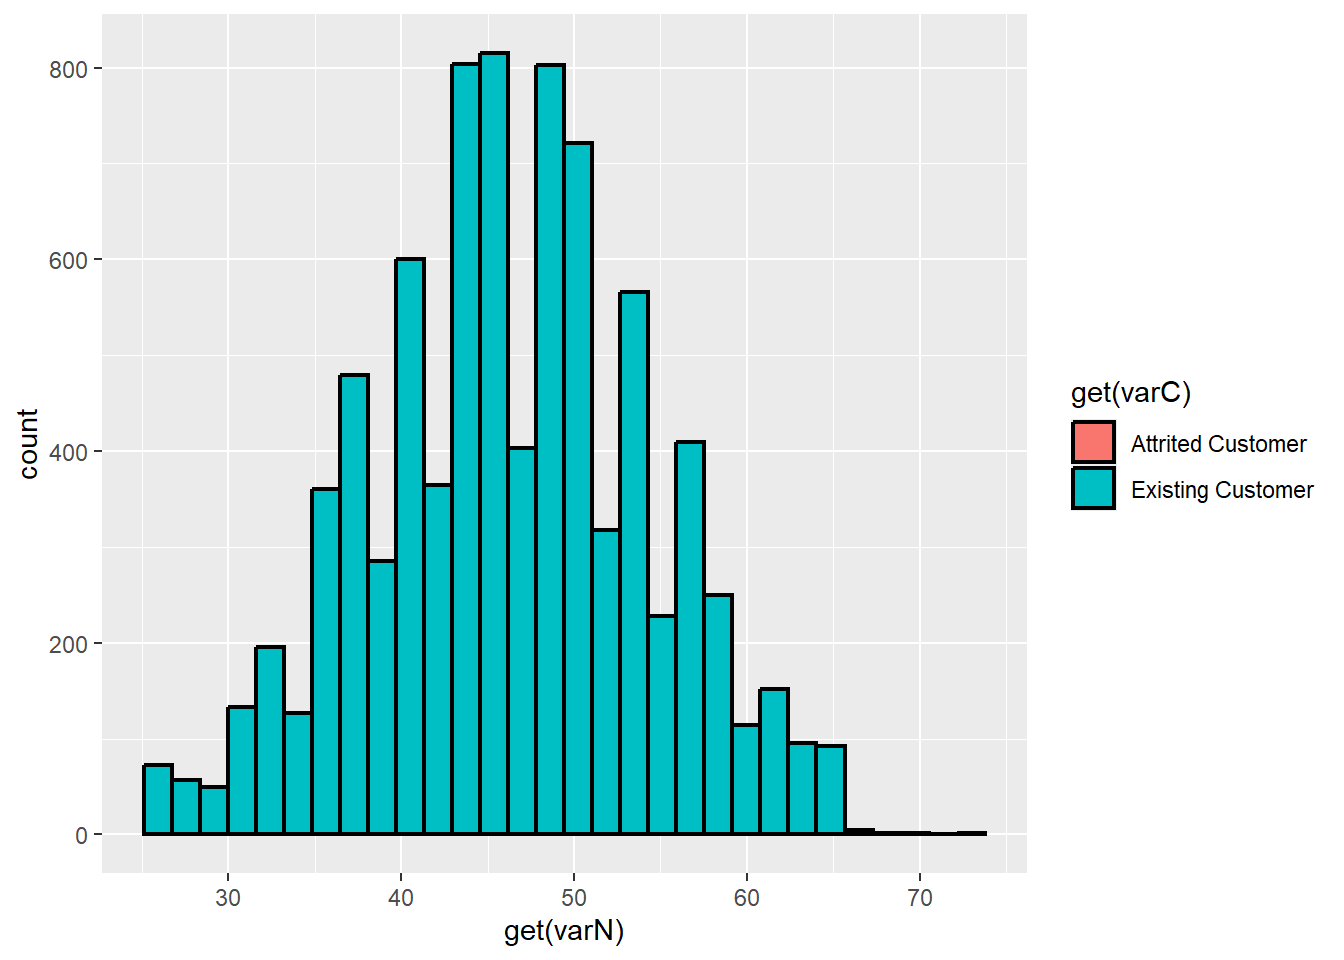 800
600
400
200
0
count
30 40 50 60 70
get(varN)
get(varC)
Attrited Customer
Existing Customer